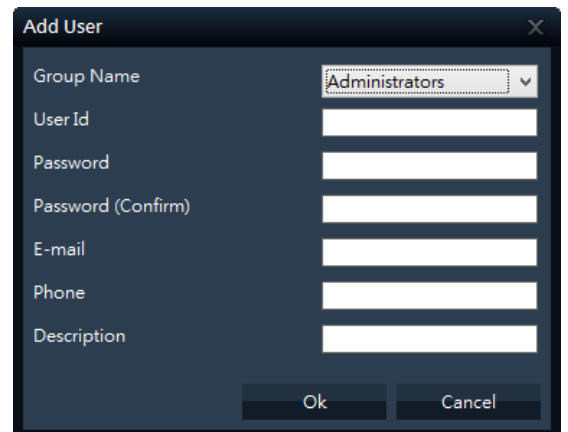 Add User
Group Name Administrators
User Id
Password
Password (Confirm)
E-mail
Phone
Description
Ok Cancel